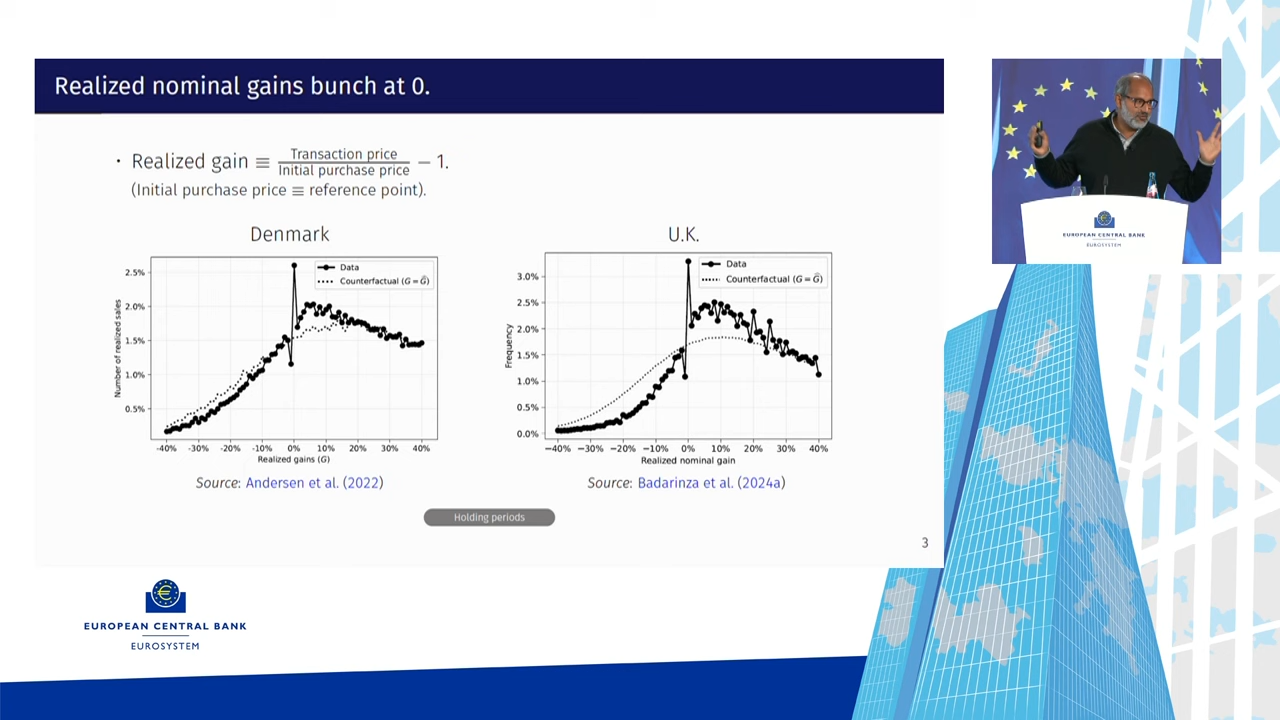 Realized nominal gains bunch at 0.
• Realized gain ≡ Transaction price / Initial purchase price − 1.
(Initial purchase price ≡ reference point).
Denmark
Data
Counterfactual (G = Ĝ)
2.5%
2.0%
1.5%
1.0%
0.5%
Number of realized sales
-40% -30% -20% -10% 0% 10% 20% 30% 40%
Realized gains (G)
Source: Andersen et al. (2022)
U.K.
Data
Counterfactual (G = Ĝ)
3.0%
2.5%
2.0%
1.5%
1.0%
0.5%
0.0%
Frequency
−40% −30% −20% −10% 0% 10% 20% 30% 40%
Realized nominal gain
Source: Badarinza et al. (2024a)
Holding periods
3
EUROPEAN CENTRAL BANK
EUROSYSTEM
EUROPEAN CENTRAL BANK
EUROSYSTEM